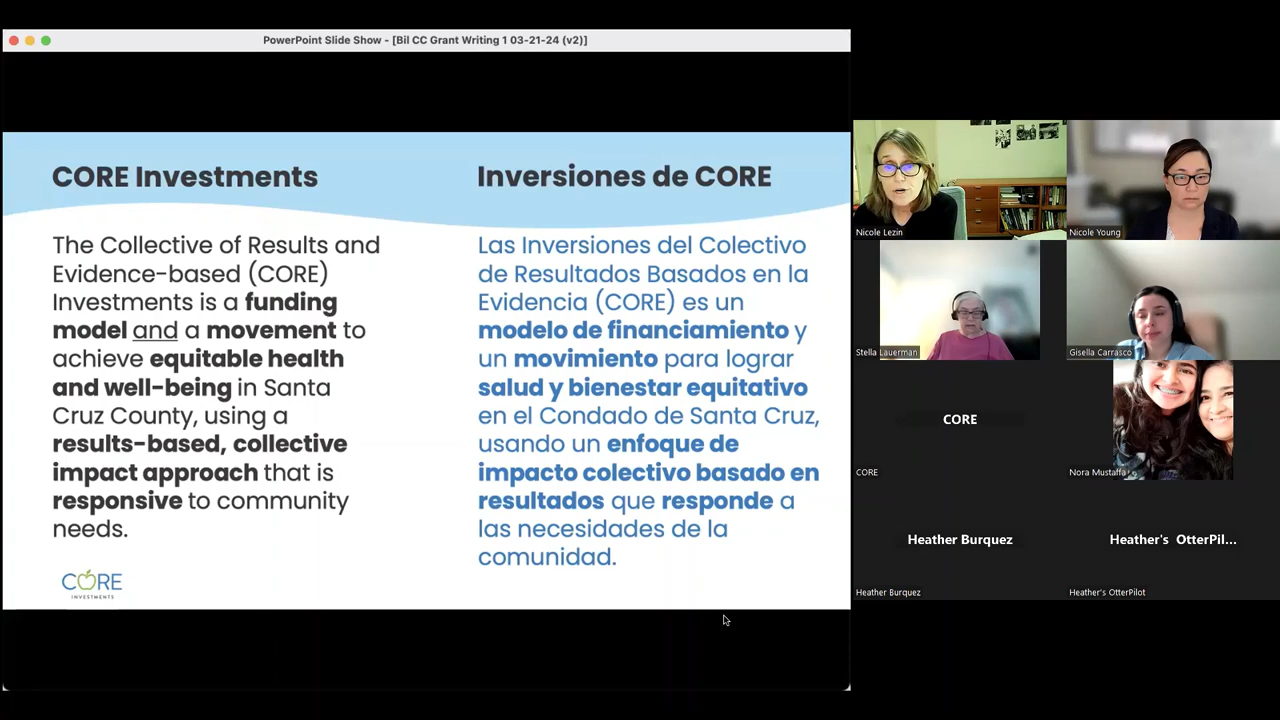 PowerPoint Slide Show - [Bil CC Grant Writing 1 03-21-24 (v2)]
CORE Investments
The Collective of Results and
Evidence-based (CORE)
Investments is a funding
model and a movement to
achieve equitable health
and well-being in Santa
Cruz County, using a
results-based, collective
impact approach that is
responsive to community
needs.
CORE
INVESTMENTS
Inversiones de CORE
Las Inversiones del Colectivo
de Resultados Basados en la
Evidencia (CORE) es un
modelo de financiamiento y
un movimiento para lograr
salud y bienestar equitativo
en el Condado de Santa Cruz,
usando un enfoque de
impacto colectivo basado en
resultados que responde a
las necesidades de la
comunidad.
Nicole Lezin
Nicole Young
Stella Lauerman
Gisella Carrasco
CORE
CORE
Nora Mustaffa
Heather Burquez
Heather Burquez
Heather's OtterPil...
Heather's OtterPilot